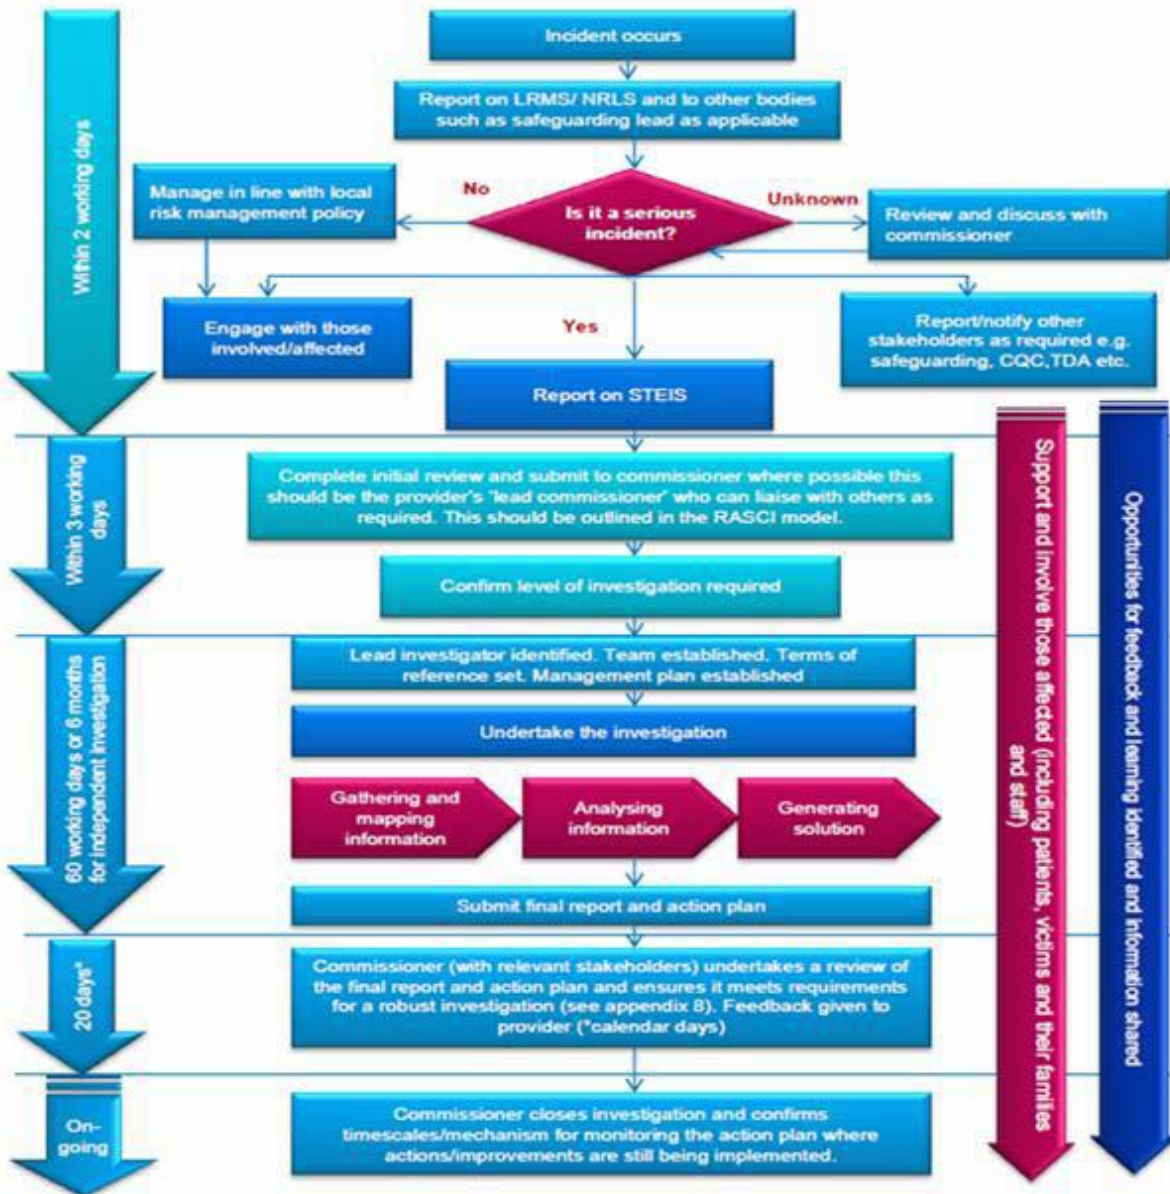 Incident occurs
Report on LRMS/ NRLS and to other bodies
such as safeguarding lead as applicable
Within 2 working days
Manage in line with local
risk management policy
No
Is it a serious
incident?
Unknown
Review and discuss with
commissioner
Engage with those
involved/affected
Yes
Report/notify other
stakeholders as required e.g.
safeguarding, CQC,TDA etc.
Report on STEIS
Within 3 working
days
Complete initial review and submit to commissioner where possible this
should be the provider's 'lead commissioner' who can liaise with others as
required. This should be outlined in the RASCI model.
Confirm level of investigation required
60 working days or 6 months
for independent investigation
Lead investigator identified. Team established. Terms of
reference set. Management plan established
Undertake the investigation
Gathering and
mapping
information
Analysing
information
Generating
solution
Submit final report and action plan
20 days*
Commissioner (with relevant stakeholders) undertakes a review of
the final report and action plan and ensures it meets requirements
for a robust investigation (see appendix 8). Feedback given to
provider (*calendar days)
On-
going
Commissioner closes investigation and confirms
timescales/mechanism for monitoring the action plan where
actions/improvements are still being implemented.
Support and involve those affected (including patients, victims and their families
and staff)
Opportunities for feedback and learning identified and information shared